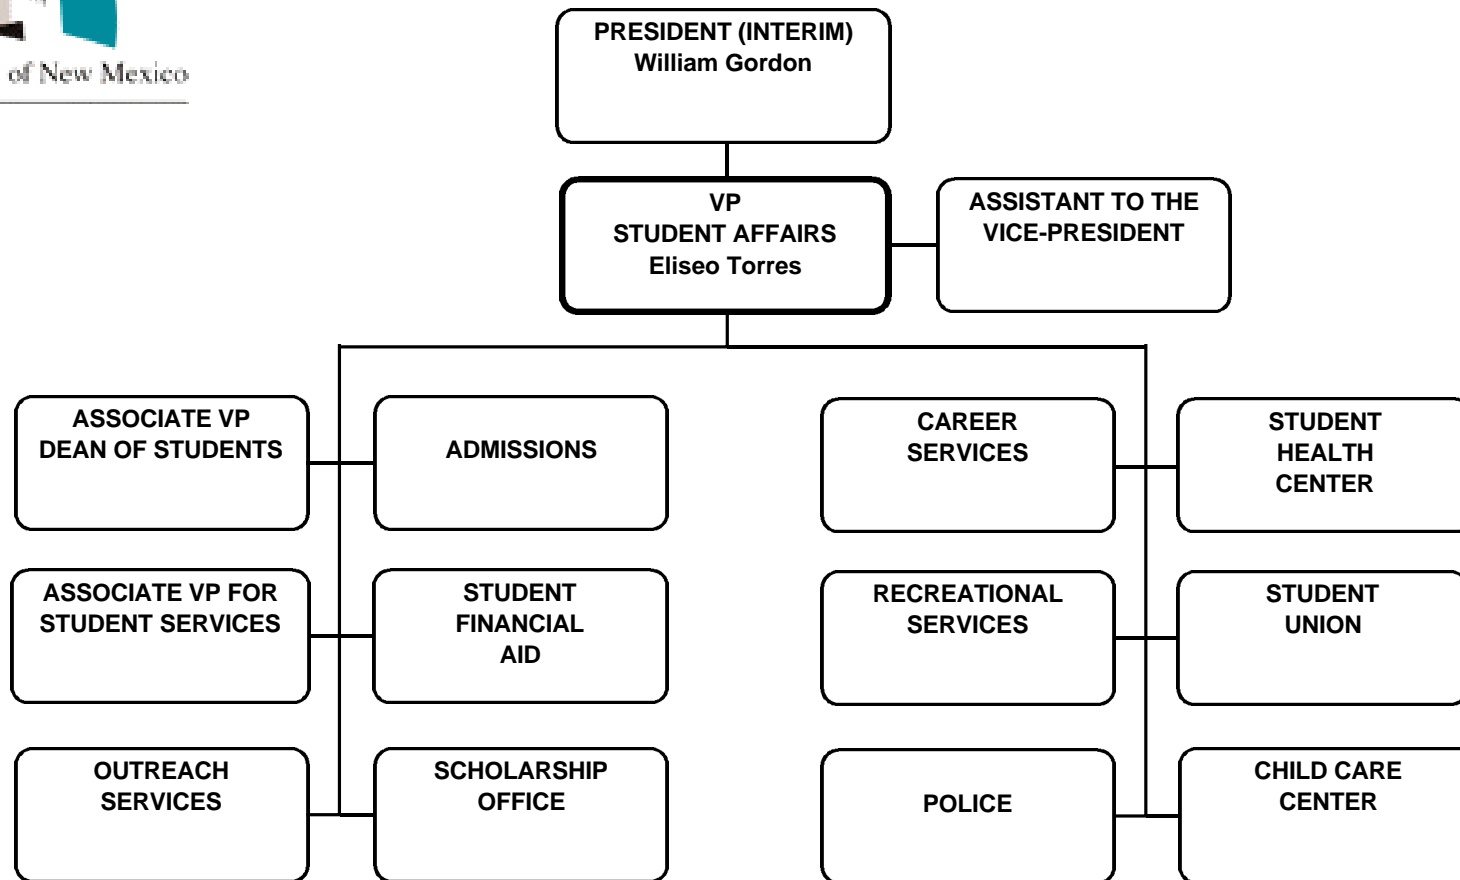 of New Mexico
PRESIDENT (INTERIM)
William Gordon
VP
STUDENT AFFAIRS
Eliseo Torres
ASSISTANT TO THE
VICE-PRESIDENT
ASSOCIATE VP
DEAN OF STUDENTS
ADMISSIONS
CAREER
SERVICES
STUDENT
HEALTH
CENTER
ASSOCIATE VP FOR
STUDENT SERVICES
STUDENT
FINANCIAL
AID
RECREATIONAL
SERVICES
STUDENT
UNION
OUTREACH
SERVICES
SCHOLARSHIP
OFFICE
POLICE
CHILD CARE
CENTER